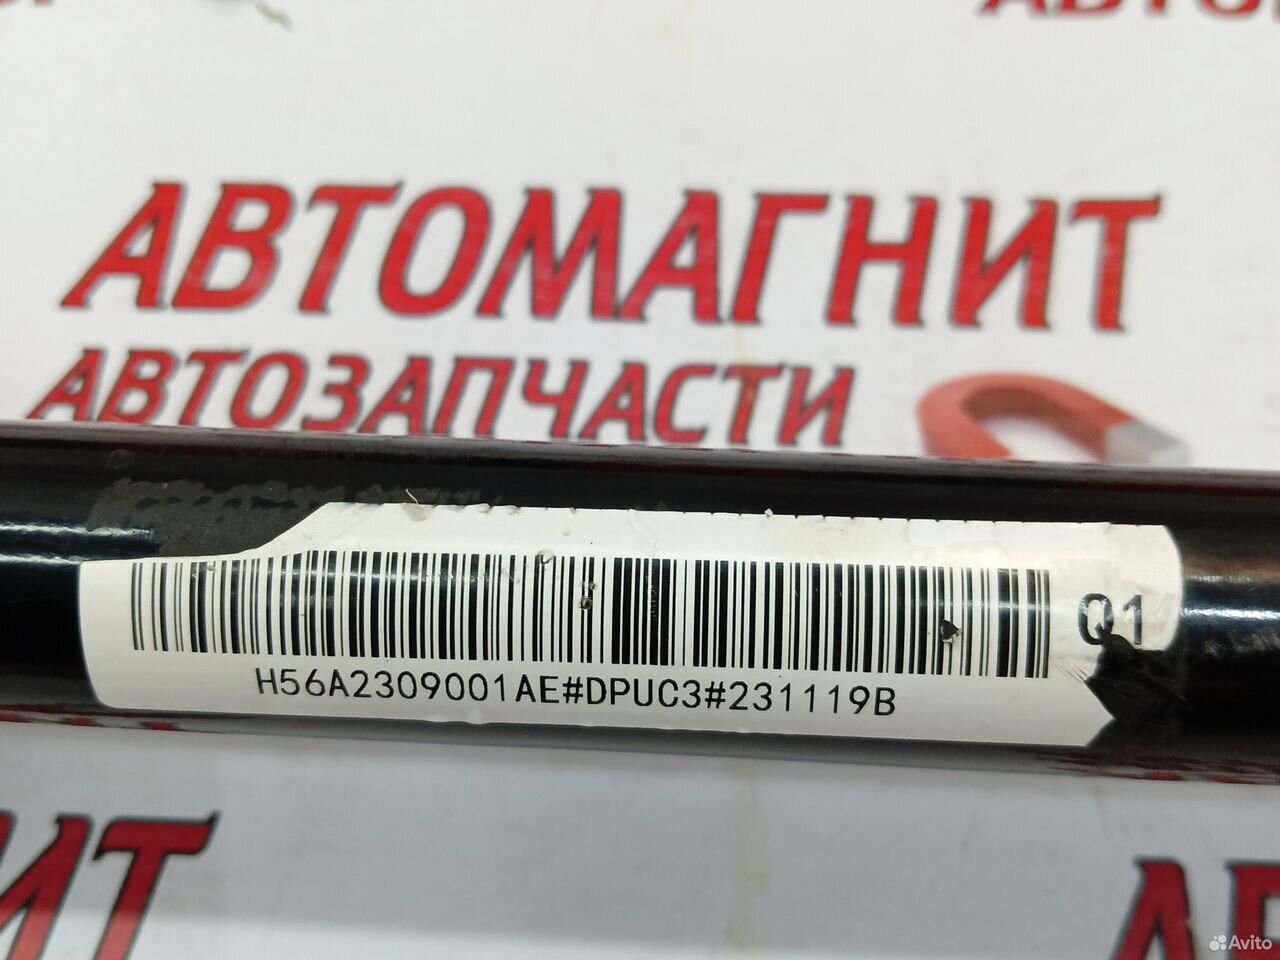 АВТОМАГНИТ
АВТОЗАПЧАСТИ
H56A2309001AE#DPUC3#231119B
Q1
Avito